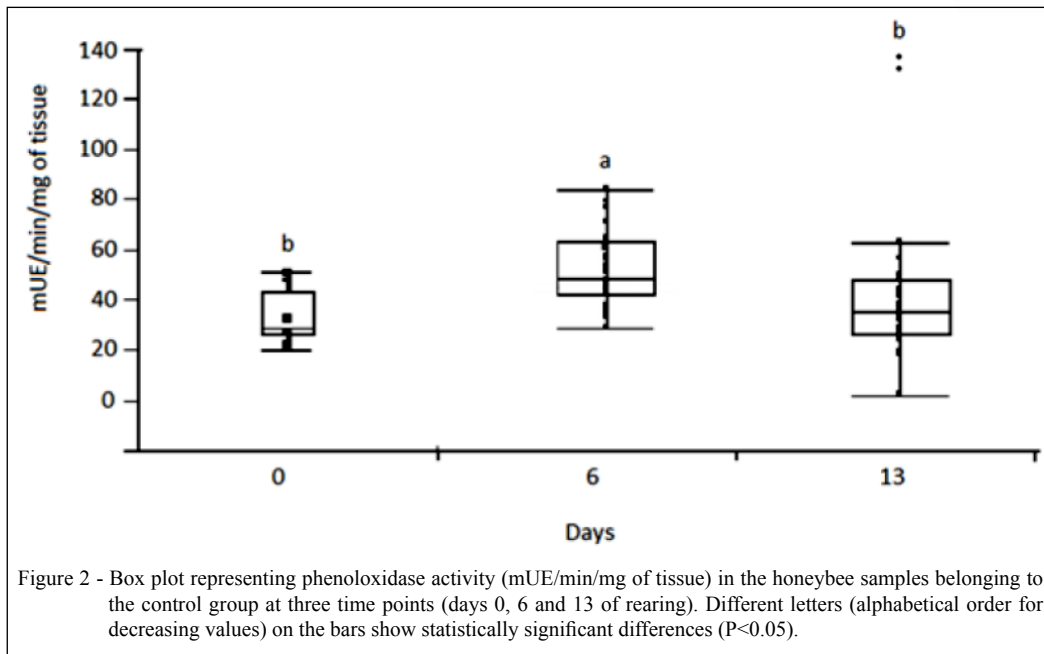 mUE/min/mg of tissue
140
120
100
80
60
40
20
0
b
a
b
0 6 13
Days
Figure 2 - Box plot representing phenoloxidase activity (mUE/min/mg of tissue) in the honeybee samples belonging to
the control group at three time points (days 0, 6 and 13 of rearing). Different letters (alphabetical order for
decreasing values) on the bars show statistically significant differences (P<0.05).